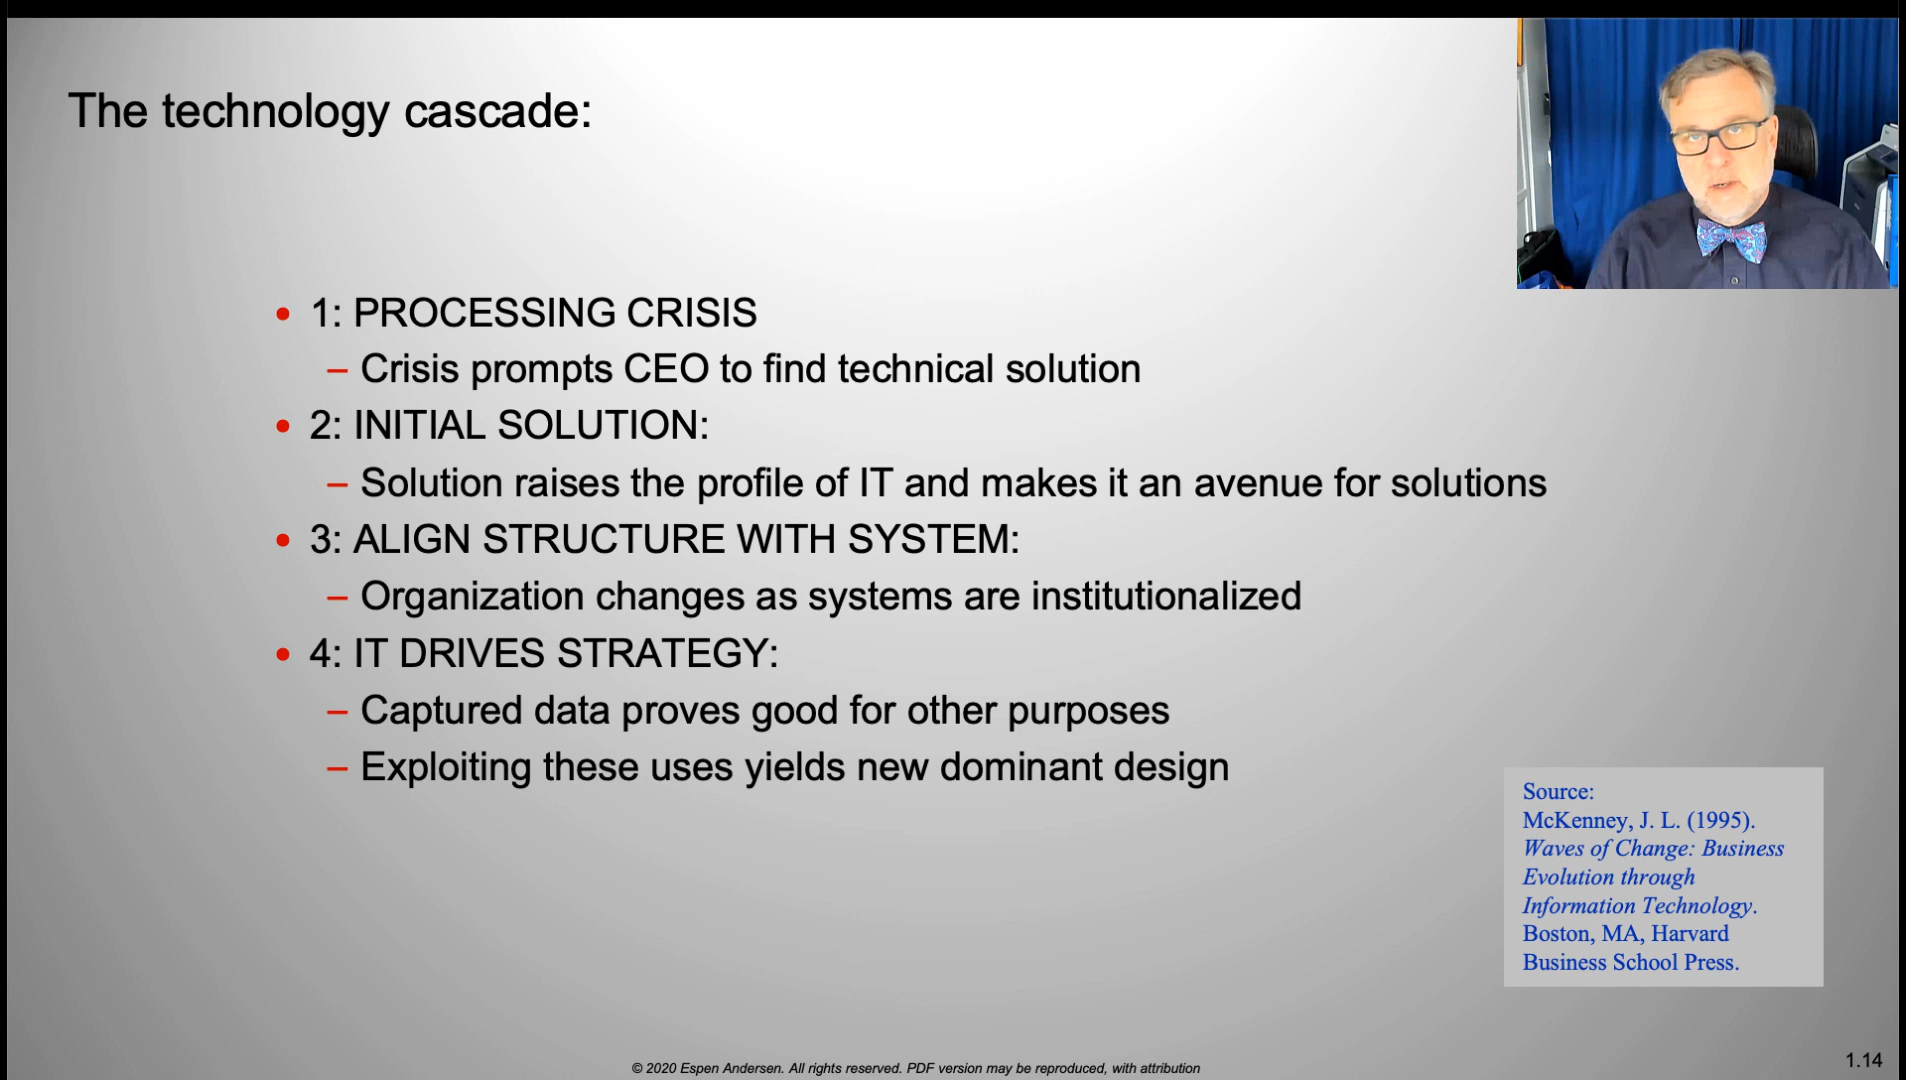 The technology cascade:
• 1: PROCESSING CRISIS
– Crisis prompts CEO to find technical solution
• 2: INITIAL SOLUTION:
– Solution raises the profile of IT and makes it an avenue for solutions
• 3: ALIGN STRUCTURE WITH SYSTEM:
– Organization changes as systems are institutionalized
• 4: IT DRIVES STRATEGY:
– Captured data proves good for other purposes
– Exploiting these uses yields new dominant design
Source:
McKenney, J. L. (1995).
Waves of Change: Business
Evolution through
Information Technology.
Boston, MA, Harvard
Business School Press.
© 2020 Espen Andersen. All rights reserved. PDF version may be reproduced, with attribution
1.14